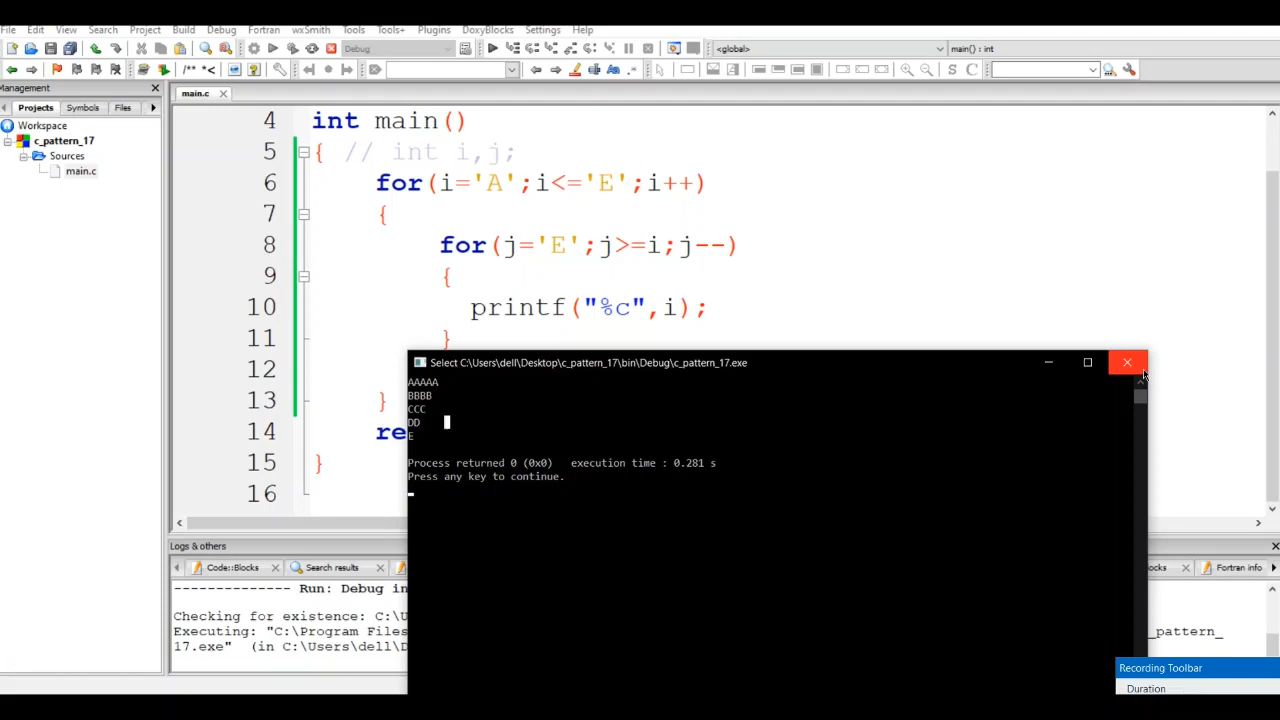 File Edit View Search Project Build Debug Fortran wxSmith Tools Tools+ Plugins DoxyBlocks Settings Help
Debug <global> main() : int
/** *<
S C
Management
main.c
Projects Symbols Files
Workspace
c_pattern_17
Sources
main.c
4 int main()
5 { // int i,j;
6 for(i='A';i<='E';i++)
7 {
8 for(j='E';j>=i;j--)
9 {
10 printf("%c",i);
11 }
12
13 }
14 re
15 }
16
Select C:\Users\dell\Desktop\c_pattern_17\bin\Debug\c_pattern_17.exe
AAAAA
BBBB
CCC
DD
E
Process returned 0 (0x0) execution time : 0.281 s
Press any key to continue.
Logs & others
Code::Blocks Search results locks Fortran info
-------------- Run: Debug in
Checking for existence: C:\U
Executing: "C:\Program Files _pattern_
17.exe" (in C:\Users\dell\D
Recording Toolbar
Duration